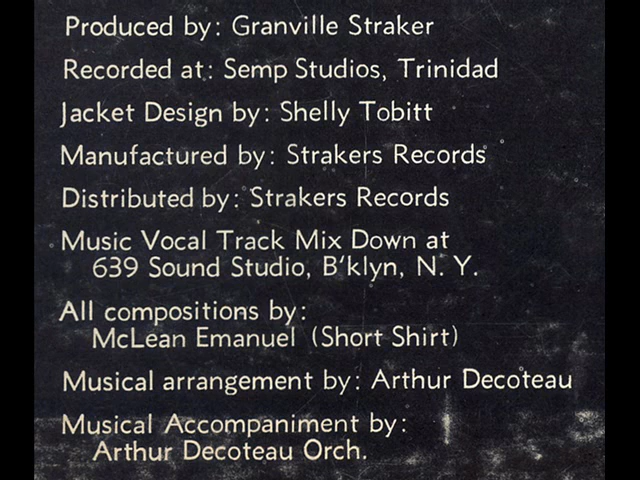 Produced by: Granville Straker
Recorded at: Semp Studios, Trinidad
Jacket Design by: Shelly Tobitt
Manufactured by: Strakers Records
Distributed by: Strakers Records
Music Vocal Track Mix Down at
639 Sound Studio, B'klyn, N. Y.
All compositions by:
McLean Emanuel (Short Shirt)
Musical arrangement by: Arthur Decoteau
Musical Accompaniment by:
Arthur Decoteau Orch.